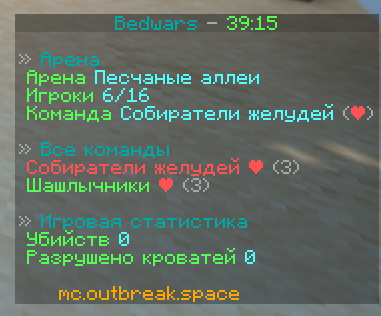 Bedwars - 39:15
» Арена
Арена Песчаные аллеи
Игроки 6/16
Команда Собиратели желудей (❤)
» Все команды
Собиратели желудей ❤ (3)
Шашлычники ❤ (3)
» Игровая статистика
Убийств 0
Разрушено кроватей 0
mc.outbreak.space